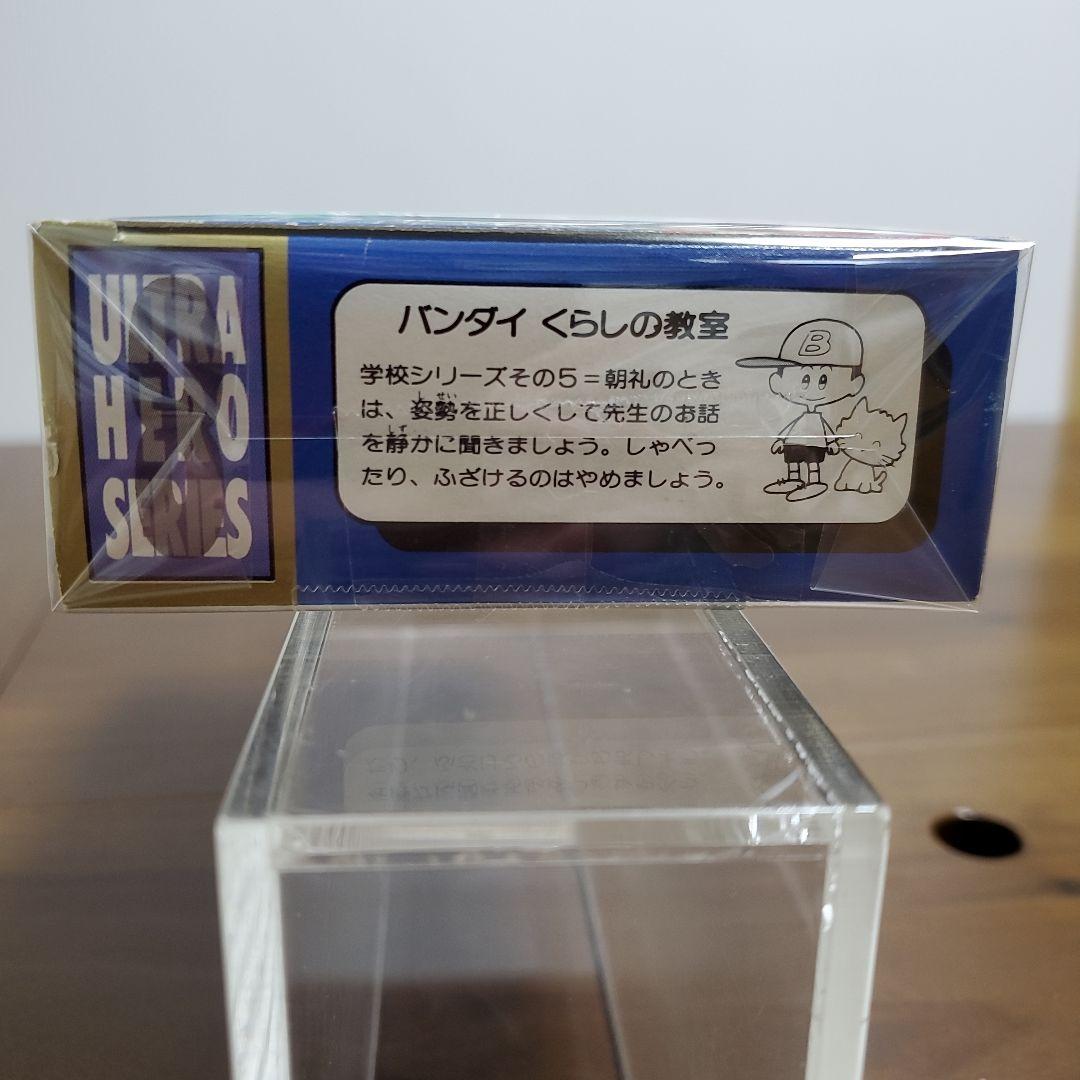 ULTRA
HERO
SERIES
バンダイ くらしの教室
学校シリーズその5=朝礼のとき
は、姿勢を正しくして先生のお話
を静かに聞きましょう。しゃべっ
たり、ふざけるのはやめましょう。
B